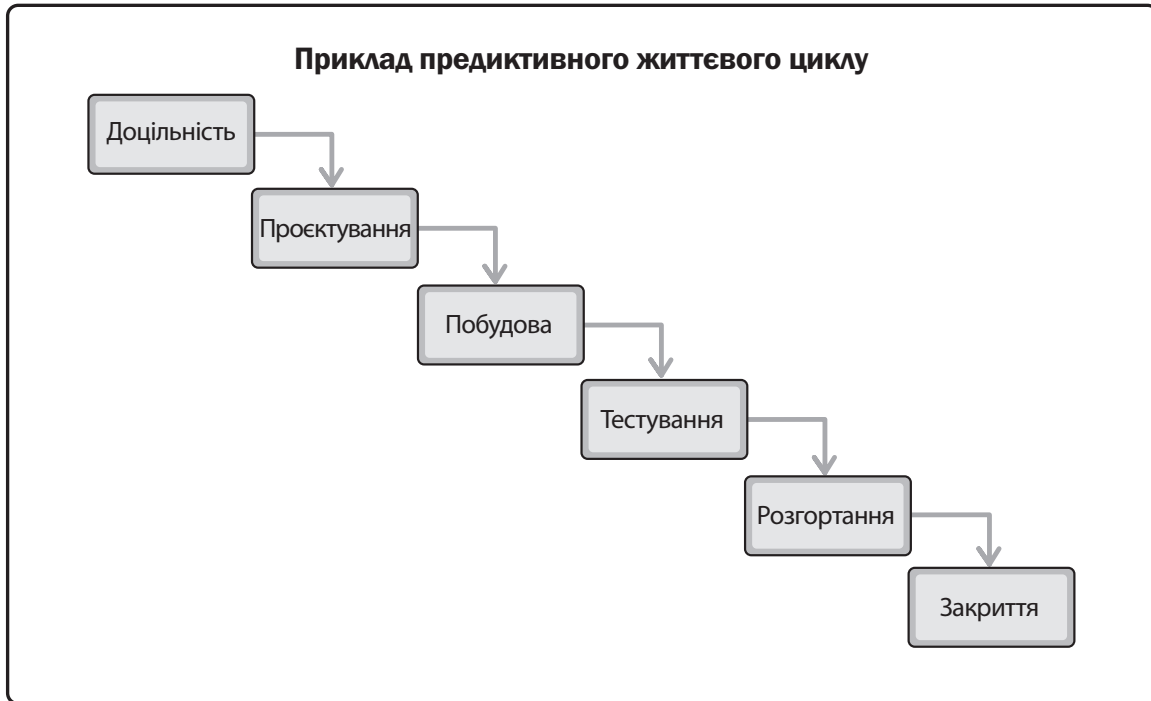 Приклад предиктивного життєвого циклу
Доцільність
Проєктування
Побудова
Тестування
Розгортання
Закриття